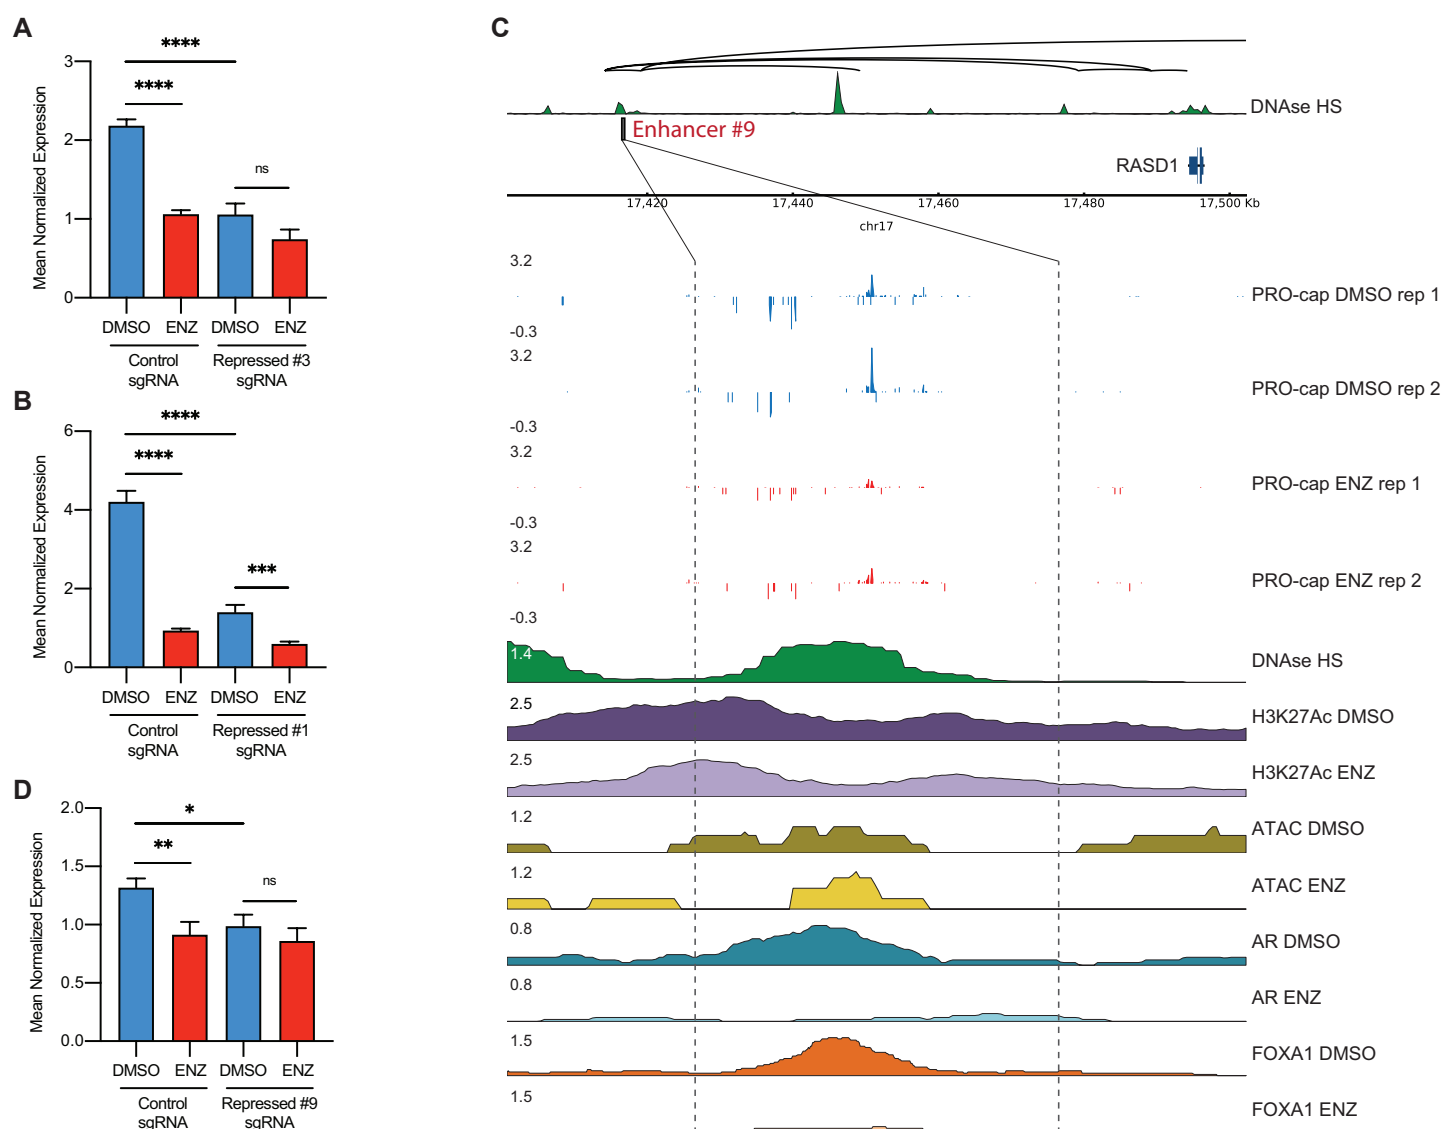 A
****
****
ns
3
2
1
0
Mean Normalized Expression
DMSO ENZ DMSO ENZ
Control sgRNA
Repressed #3 sgRNA
B
****
****
***
6
4
2
0
Mean Normalized Expression
DMSO ENZ DMSO ENZ
Control sgRNA
Repressed #1 sgRNA
D
*
**
ns
2.0
1.5
1.0
0.5
0.0
Mean Normalized Expression
DMSO ENZ DMSO ENZ
Control sgRNA
Repressed #9 sgRNA
C
DNAse HS
Enhancer #9
RASD1
17,420 17,440 17,460 17,480 17,500 Kb
chr17
3.2
PRO-cap DMSO rep 1
-0.3
3.2
PRO-cap DMSO rep 2
-0.3
3.2
PRO-cap ENZ rep 1
-0.3
3.2
PRO-cap ENZ rep 2
-0.3
1.4
DNAse HS
2.5
H3K27Ac DMSO
2.5
H3K27Ac ENZ
1.2
ATAC DMSO
1.2
ATAC ENZ
0.8
AR DMSO
0.8
AR ENZ
1.5
FOXA1 DMSO
1.5
FOXA1 ENZ